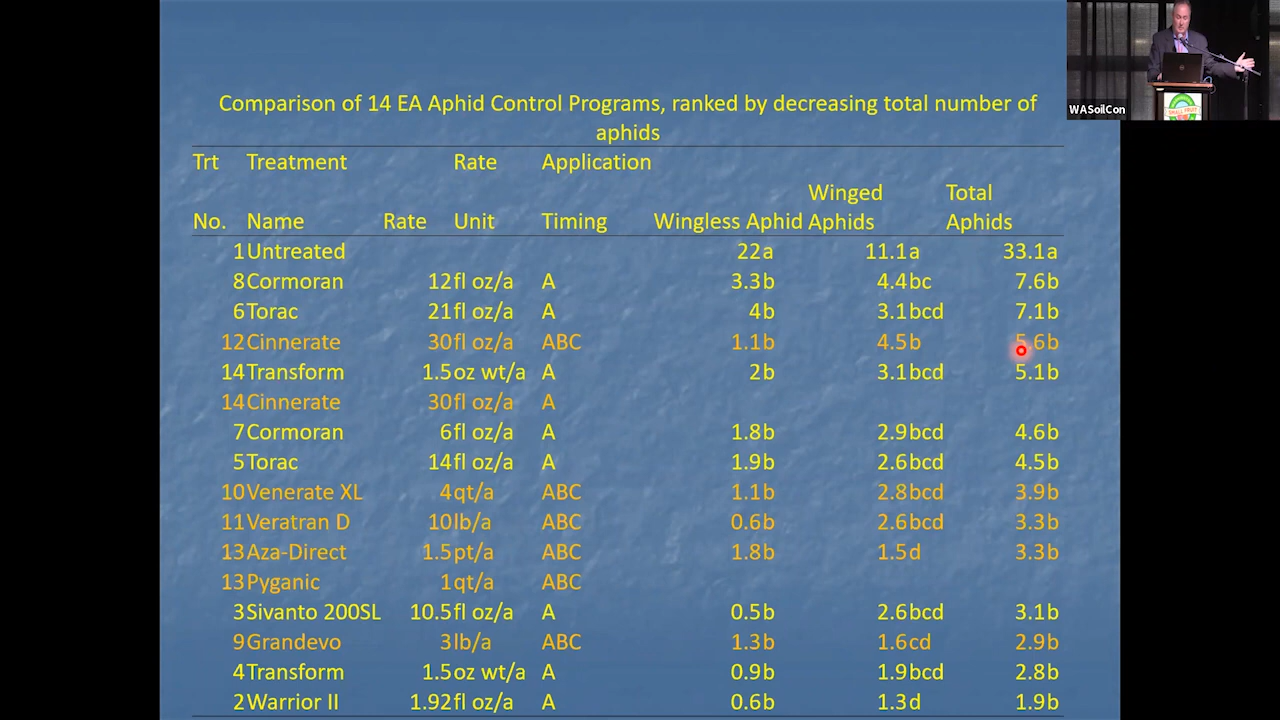 Comparison of 14 EA Aphid Control Programs, ranked by decreasing total number of
aphids
Trt Treatment Rate Application
Winged Total
No. Name Rate Unit Timing Wingless Aphid Aphids Aphids
1 Untreated 22a 11.1a 33.1a
8 Cormoran 12 fl oz/a A 3.3b 4.4bc 7.6b
6 Torac 21 fl oz/a A 4b 3.1bcd 7.1b
12 Cinnerate 30 fl oz/a ABC 1.1b 4.5b 5.6b
14 Transform 1.5 oz wt/a A 2b 3.1bcd 5.1b
14 Cinnerate 30 fl oz/a A
7 Cormoran 6 fl oz/a A 1.8b 2.9bcd 4.6b
5 Torac 14 fl oz/a A 1.9b 2.6bcd 4.5b
10 Venerate XL 4 qt/a ABC 1.1b 2.8bcd 3.9b
11 Veratran D 10 lb/a ABC 0.6b 2.6bcd 3.3b
13 Aza-Direct 1.5 pt/a ABC 1.8b 1.5d 3.3b
13 Pyganic 1 qt/a ABC
3 Sivanto 200SL 10.5 fl oz/a A 0.5b 2.6bcd 3.1b
9 Grandevo 3 lb/a ABC 1.3b 1.6cd 2.9b
4 Transform 1.5 oz wt/a A 0.9b 1.9bcd 2.8b
2 Warrior II 1.92 fl oz/a A 0.6b 1.3d 1.9b
WASoilCon
SMALL FRUIT